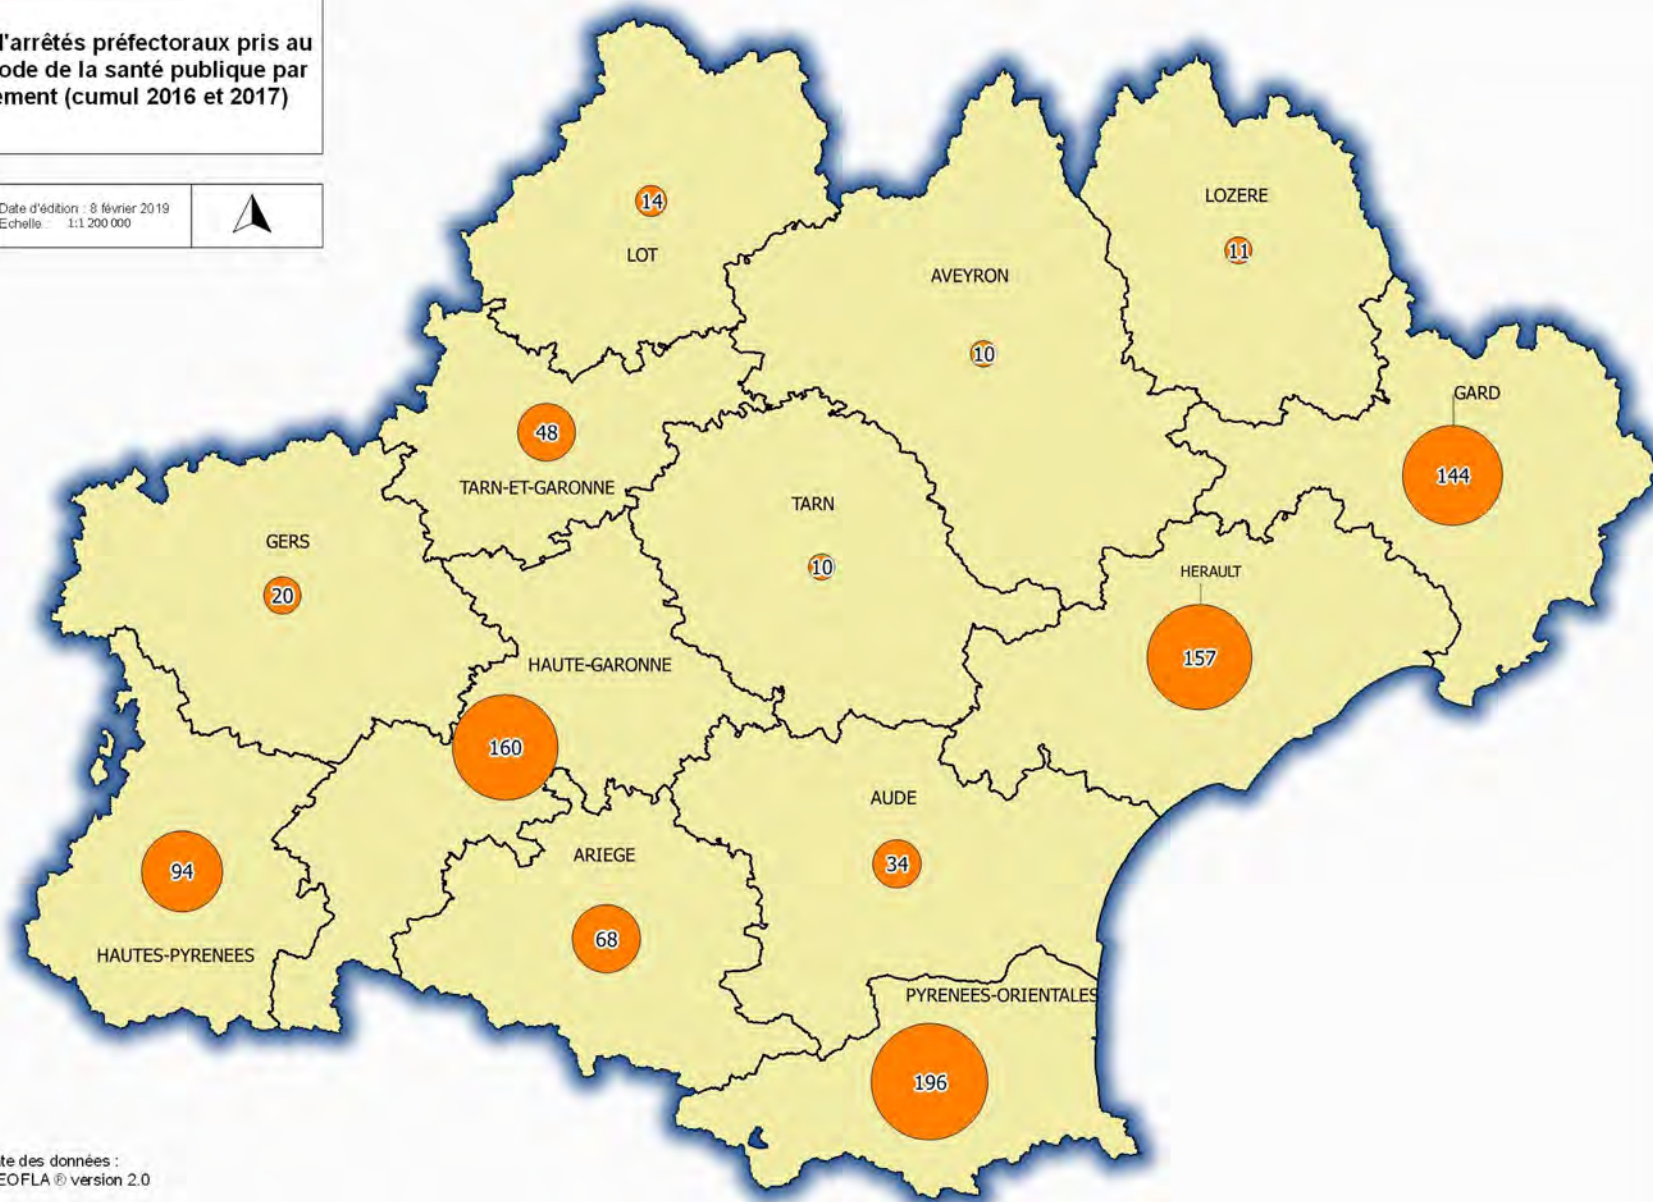 l'arrêtés préfectoraux pris au
ode de la santé publique par
ement (cumul 2016 et 2017)
Date d'édition : 8 février 2019
Echelle : 1:1 200 000
14
LOT
LOZERE
11
AVEYRON
10
GARD
144
48
TARN-ET-GARONNE
TARN
10
GERS
20
HERAULT
157
HAUTE-GARONNE
160
AUDE
34
ARIEGE
68
94
HAUTES-PYRENEES
PYRENEES-ORIENTALES
196
te des données :
EOFLA ® version 2.0